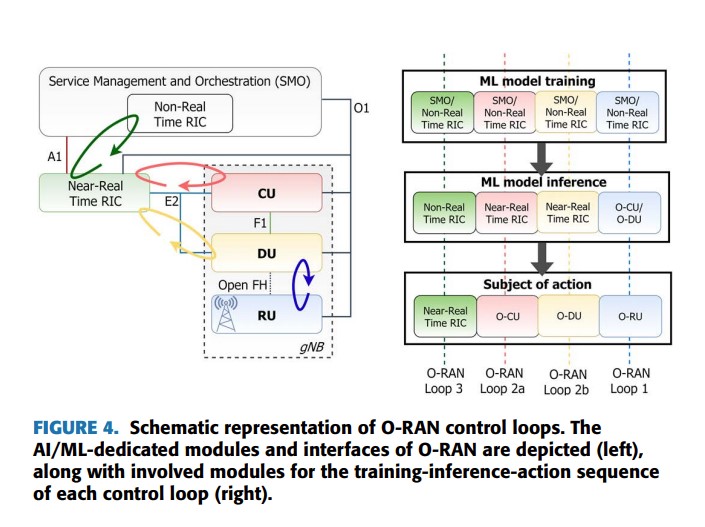 Service Management and Orchestration (SMO)
Non-Real
Time RIC
O1
A1
Near-Real
Time RIC
E2
CU
F1
DU
Open FH
RU
gNB
ML model training
SMO/
Non-Real
Time RIC
SMO/
Non-Real
Time RIC
SMO/
Non-Real
Time RIC
SMO/
Non-Real
Time RIC
ML model inference
Non-Real
Time RIC
Near-Real
Time RIC
Near-Real
Time RIC
O-CU/
O-DU
Subject of action
Near-Real
Time RIC
O-CU
O-DU
O-RU
O-RAN
Loop 3
O-RAN
Loop 2a
O-RAN
Loop 2b
O-RAN
Loop 1
FIGURE 4. Schematic representation of O-RAN control loops. The
AI/ML-dedicated modules and interfaces of O-RAN are depicted (left),
along with involved modules for the training-inference-action sequence
of each control loop (right).